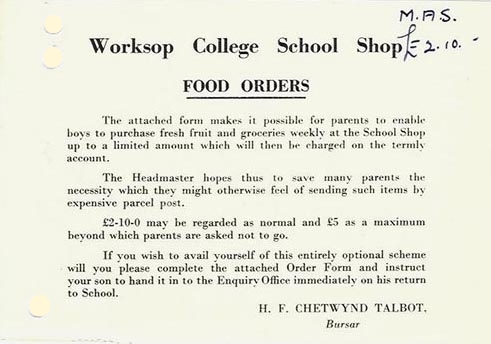 M.A.S.
£2.10.-
Worksop College School Shop
FOOD ORDERS
The attached form makes it possible for parents to enable
boys to purchase fresh fruit and groceries weekly at the School Shop
up to a limited amount which will then be charged on the termly
account.
The Headmaster hopes thus to save many parents the
necessity which they might otherwise feel of sending such items by
expensive parcel post.
£2-10-0 may be regarded as normal and £5 as a maximum
beyond which parents are asked not to go.
If you wish to avail yourself of this entirely optional scheme
will you please complete the attached Order Form and instruct
your son to hand it in to the Enquiry Office immediately on his return
to School.
H. F. CHETWYND TALBOT,
Bursar